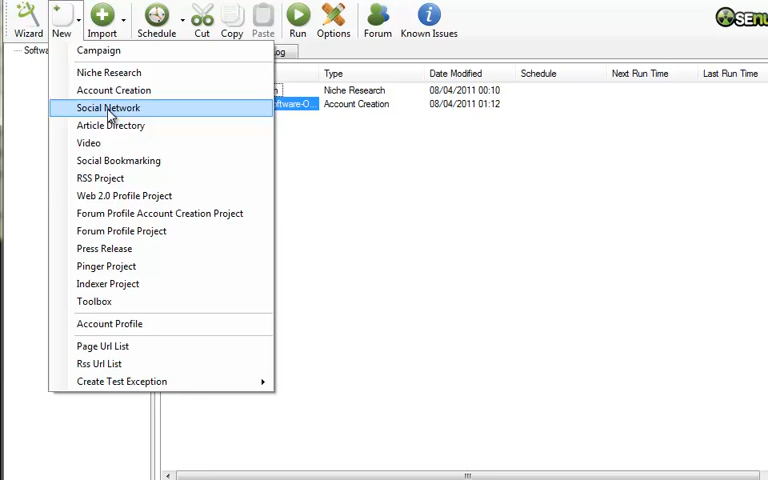 Wizard New Import Schedule Cut Copy Paste Run Options Forum Known Issues
Campaign
Type Date Modified Schedule Next Run Time Last Run Time
Niche Research
Niche Research 08/04/2011 00:10
Account Creation
Account Creation 08/04/2011 01:12
Social Network
Article Directory
Video
Social Bookmarking
RSS Project
Web 2.0 Profile Project
Forum Profile Account Creation Project
Forum Profile Project
Press Release
Pinger Project
Indexer Project
Toolbox
Account Profile
Page Url List
Rss Url List
Create Test Exception